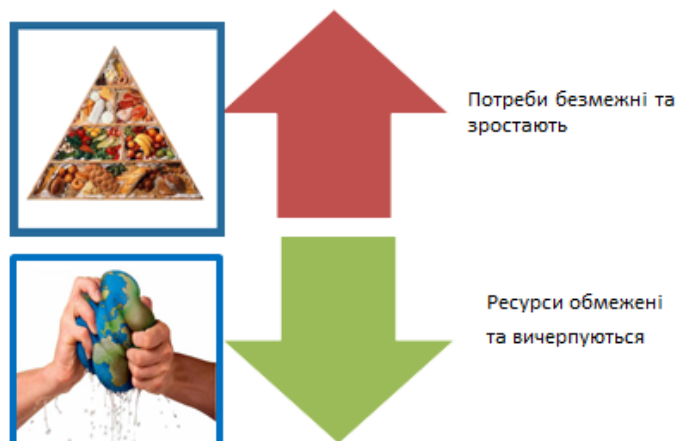 Потреби безмежні та
зростають
Ресурси обмежені
та вичерпуються